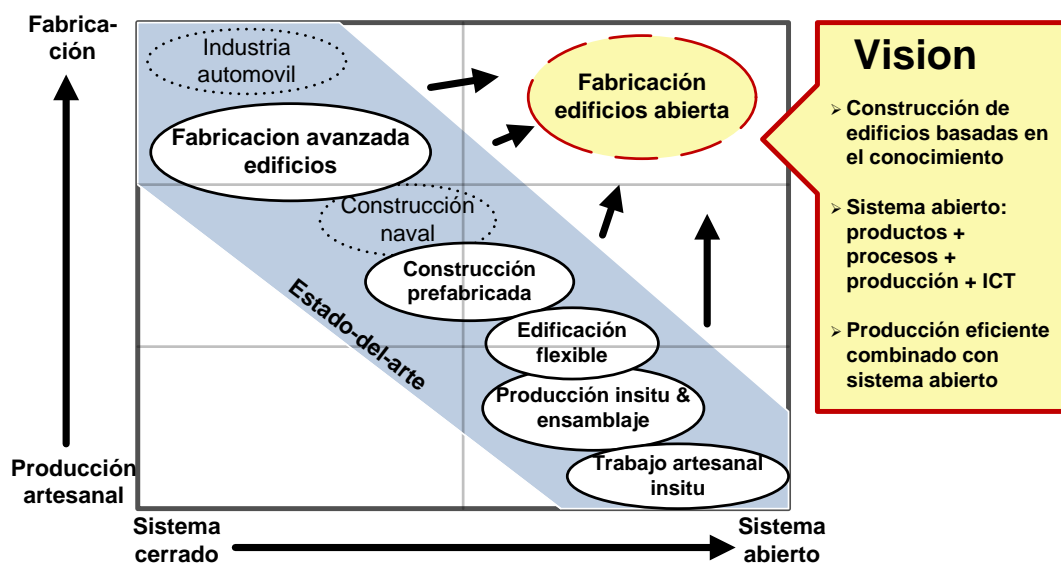 Fabrica-
ción
Producción
artesanal
Industria
automovil
Fabricacion avanzada
edificios
Construcción
naval
Construcción
prefabricada
Edificación
flexible
Producción insitu &
ensamblaje
Trabajo artesanal
insitu
Estado-del-arte
Fabricación
edificios abierta
Sistema
cerrado
Sistema
abierto
Vision
➢ Construcción de
edificios basadas en
el conocimiento
➢ Sistema abierto:
productos +
procesos +
producción + ICT
➢ Producción eficiente
combinado con
sistema abierto